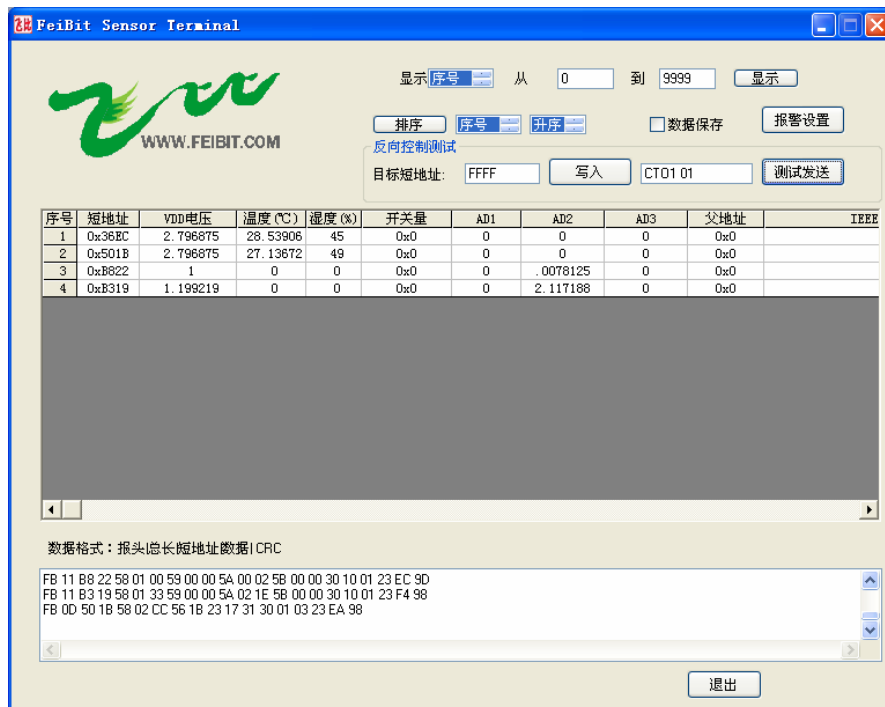 飞比 FeiBit Sensor Terminal
WWW.FEIBIT.COM
显示 序号 从 0 到 9999 显示
排序 序号 升序 数据保存 报警设置
反向控制测试
目标短地址: FFFF 写入 CT01 01 测试发送
序号 短地址 VDD电压 温度(℃) 湿度(%) 开关量 AD1 AD2 AD3 父地址 IEEE
1 0x36EC 2.796875 28.53906 45 0x0 0 0 0 0x0
2 0x501B 2.796875 27.13672 49 0x0 0 0 0 0x0
3 0xB822 1 0 0 0x0 0 .0078125 0 0x0
4 0xB319 1.199219 0 0 0x0 0 2.117188 0 0x0
数据格式：报头|总长|短地址|数据|CRC
FB 11 B8 22 58 01 00 59 00 00 5A 00 02 5B 00 00 30 10 01 23 EC 9D
FB 11 B3 19 58 01 33 59 00 00 5A 02 1E 5B 00 00 30 10 01 23 F4 98
FB 0D 50 1B 58 02 CC 56 1B 23 17 31 30 01 03 23 EA 98
退出